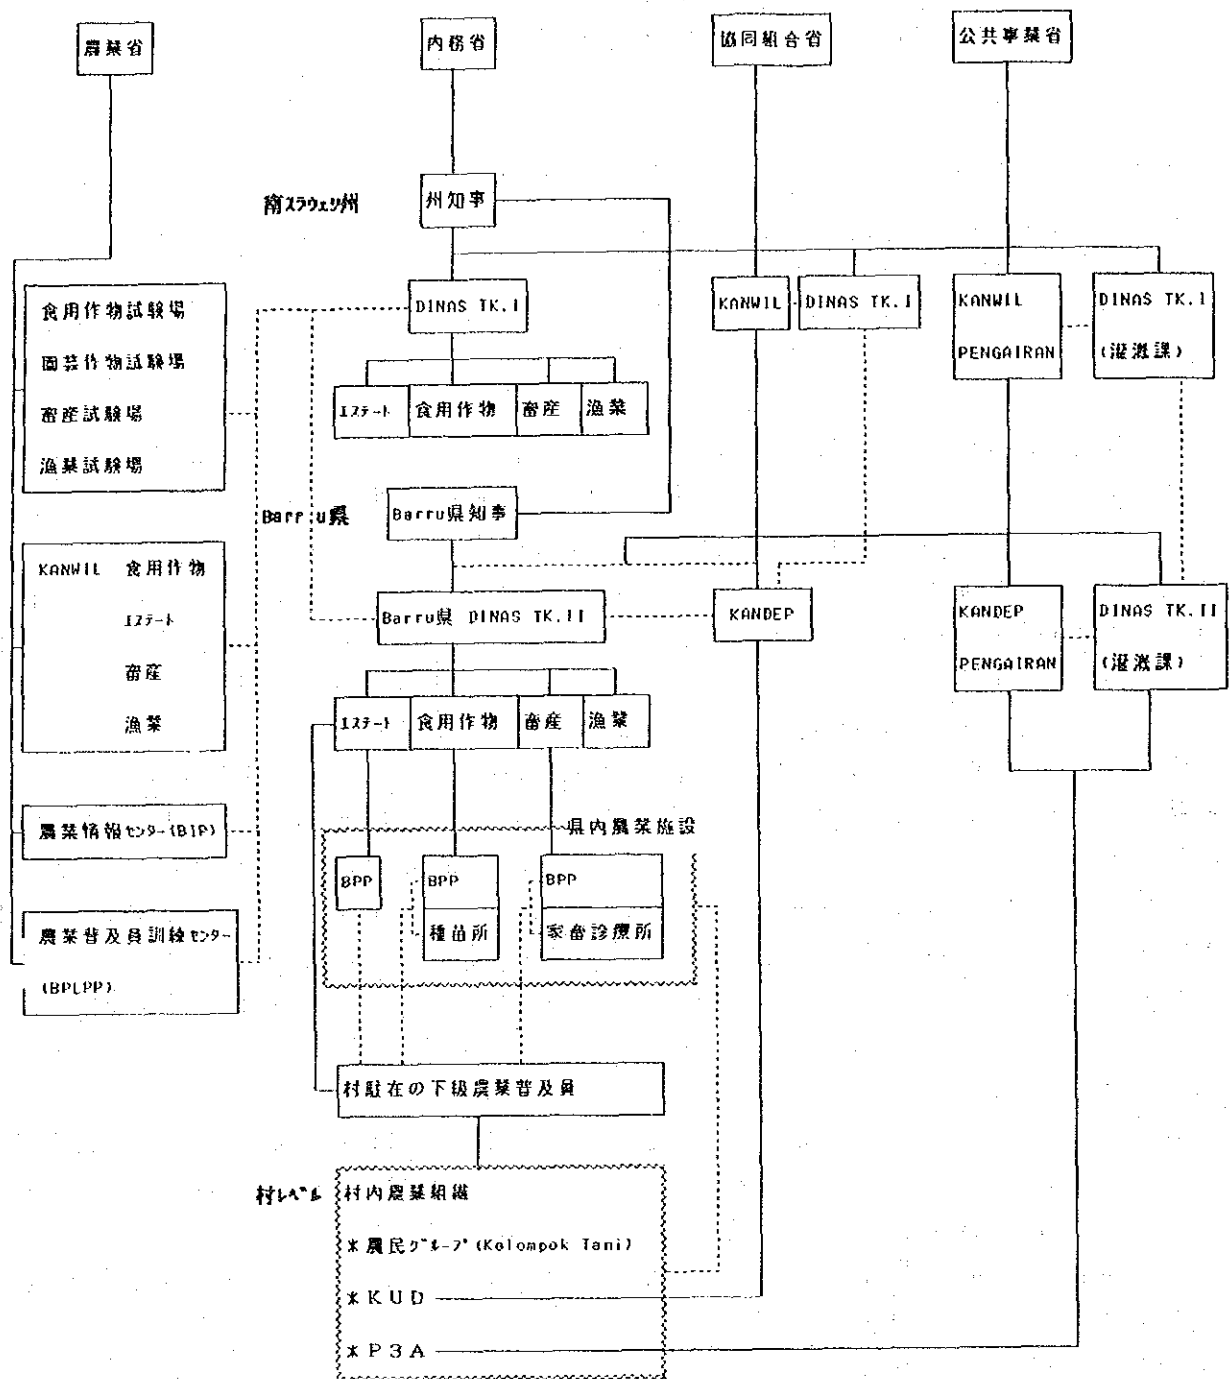 農業省
内務省
協同組合省
公共事業省
南スラウェシ州
州知事
食用作物試験場
園芸作物試験場
畜産試験場
漁業試験場
DINAS TK.I
KANWIL
DINAS TK.I
KANWIL
PENGAIRAN
DINAS TK.I
(灌漑課)
エステート
食用作物
畜産
漁業
Barru県
Barru県知事
KANWIL 食用作物
エステート
畜産
漁業
Barru県 DINAS TK.II
KANDEP
KANDEP
PENGAIRAN
DINAS TK.II
(灌漑課)
エステート
食用作物
畜産
漁業
農業情報センター(BIP)
県内農業施設
BPP
BPP
種苗所
BPP
家畜診療所
農業普及員訓練センター
(BPLPP)
村駐在の下級農業普及員
村レベル
村内農業組織
*農民グループ(Kelompok Tani)
*KUD
*P3A